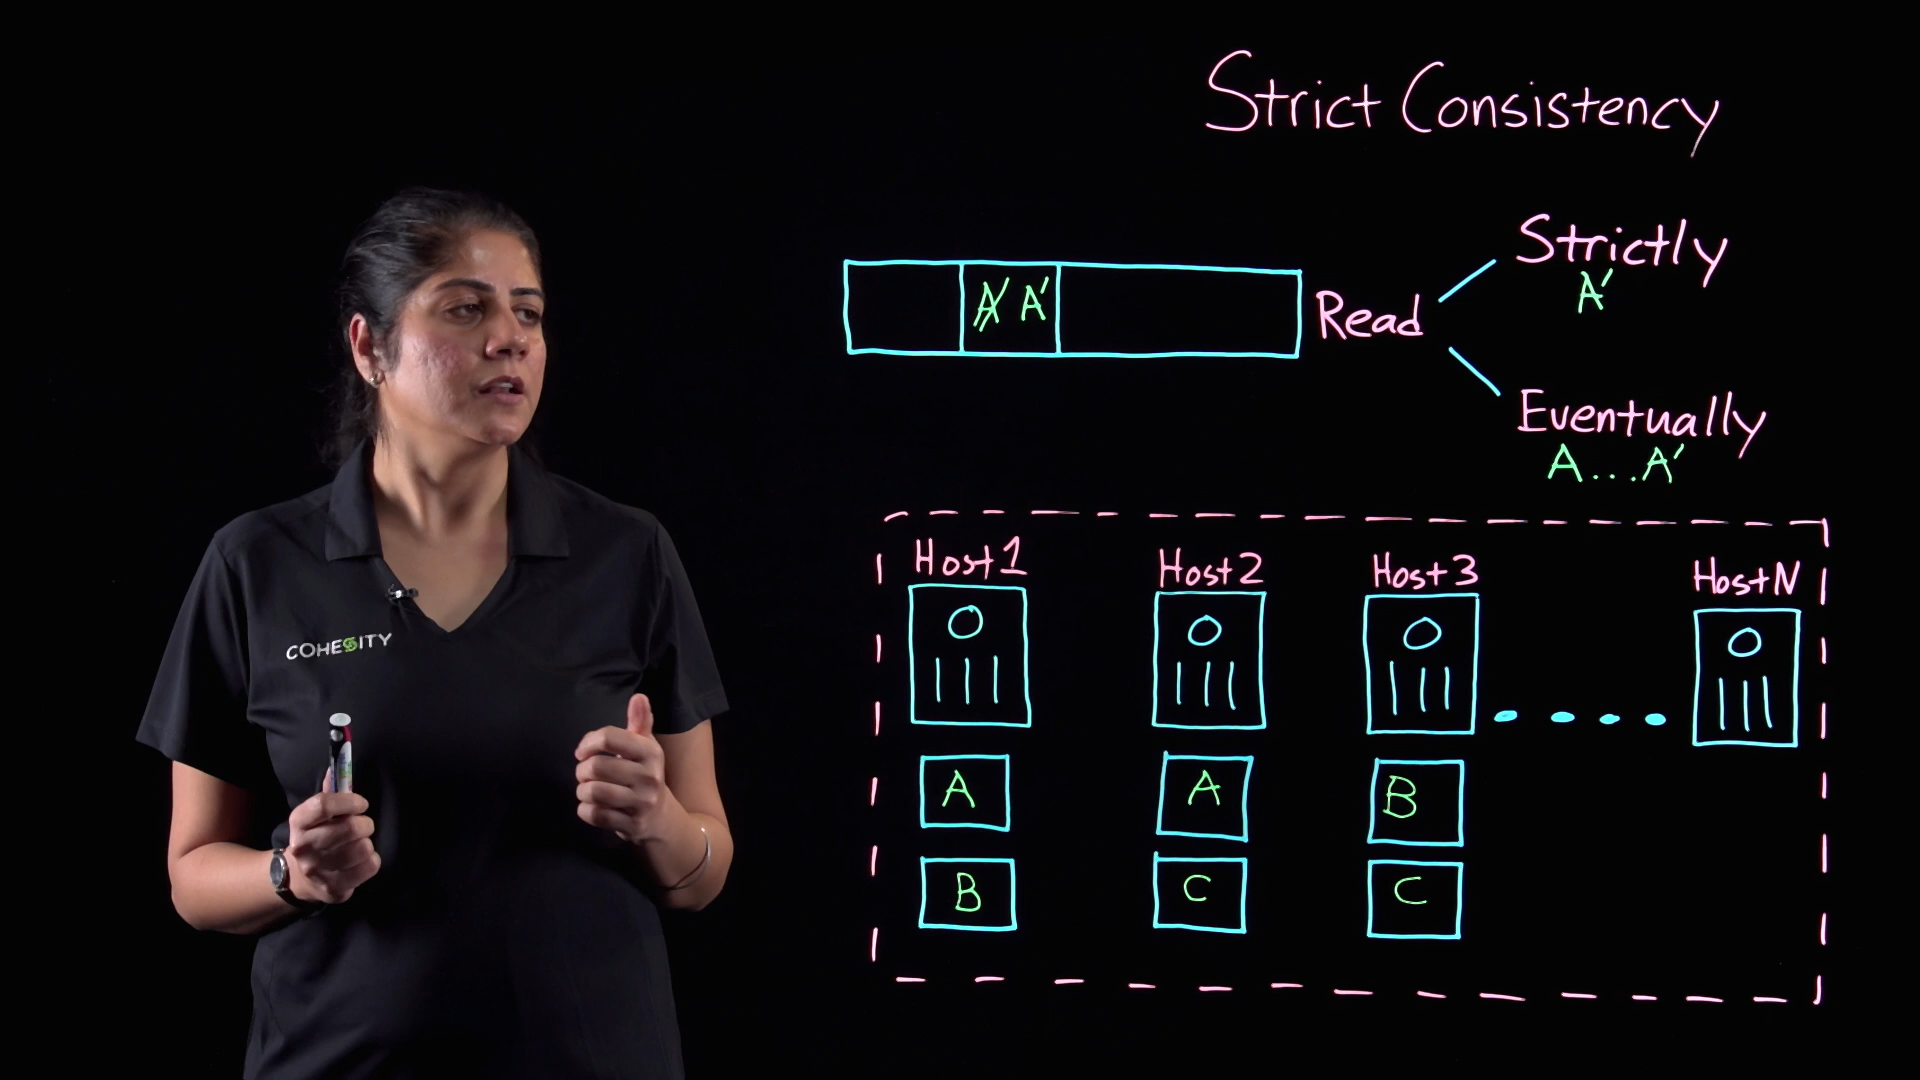 Strict Consistency
A A'
Read
Strictly
A'
Eventually
A...A'
Host1 Host2 Host3 HostN
A A B
B C C
COHESITY